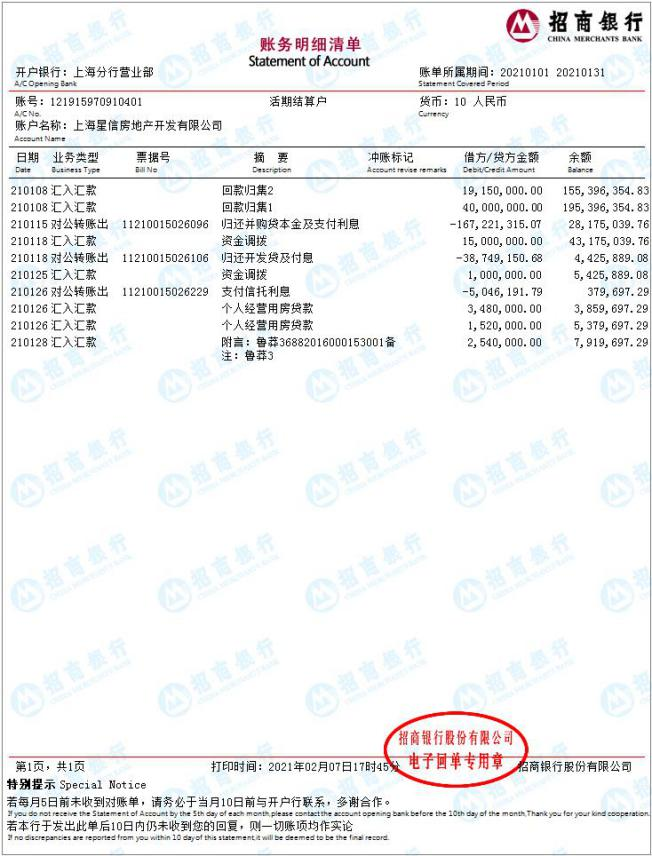 招商银行
CHINA MERCHANTS BANK
账务明细清单
Statement of Account
开户银行：上海分行营业部
A/C Opening Bank
账单所属期间：20210101 20210131
Statement Covered Period
账号：121915970910401 活期结算户 货币：10 人民币
A/C No. Currency
账户名称：上海星信房地产开发有限公司
Account Name
日期 业务类型 票据号 摘 要 冲账标记 借方/贷方金额 余额
Date Business Type Bill No Description Account revise remarks Debit/Credit Amount Balance
210108 汇入汇款 回款归集2 19,150,000.00 155,396,354.83
210108 汇入汇款 回款归集1 40,000,000.00 195,396,354.83
210115 对公转账出 11210015026096 归还并购贷本金及支付利息 -167,221,315.07 28,175,039.76
210118 汇入汇款 资金调拨 15,000,000.00 43,175,039.76
210118 对公转账出 11210015026106 归还开发贷及付息 -38,749,150.68 4,425,889.08
210125 汇入汇款 资金调拨 1,000,000.00 5,425,889.08
210126 对公转账出 11210015026229 支付信托利息 -5,046,191.79 379,697.29
210126 汇入汇款 个人经营用房贷款 3,480,000.00 3,859,697.29
210126 汇入汇款 个人经营用房贷款 1,520,000.00 5,379,697.29
210128 汇入汇款 附言：鲁莽36882016000153001备 2,540,000.00 7,919,697.29
注：鲁莽3
招商银行股份有限公司
电子回单专用章
第1页，共1页 打印时间：2021年02月07日17时45分 招商银行股份有限公司
特别提示 Special Notice
若每月5日前未收到对账单，请务必于当月10日前与开户行联系，多谢合作。
If you do not receive the Statement of Account by the 5th day of each month,please contact the account opening bank before the 10th day of the month,Thank you for your kind cooperation.
若本行于发出此单后10日内仍未收到您的回复，则一切账项均作实论
If no discrepancies are reported from you within 10 day of this statement,it will be deemed to be the final record.